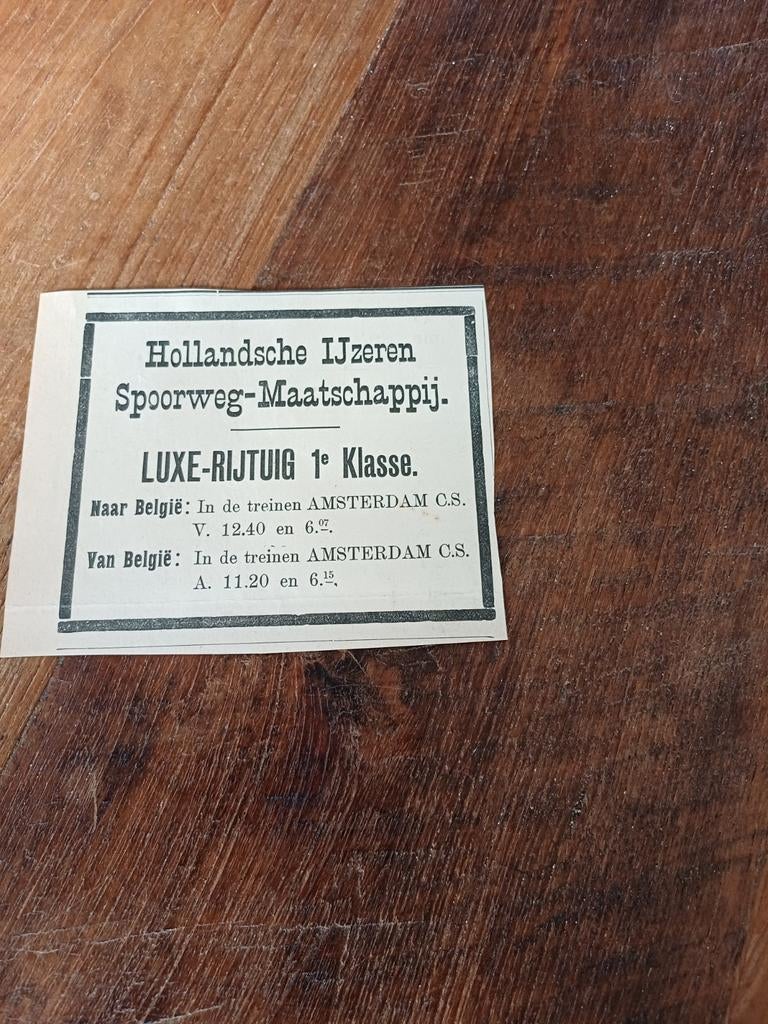 Hollandsche IJzeren
Spoorweg-Maatschappij.
LUXE-RIJTUIG 1e Klasse.
Naar België: In de treinen AMSTERDAM C.S.
V. 12.40 en 6.07.
Van België: In de treinen AMSTERDAM C.S.
A. 11.20 en 6.15.